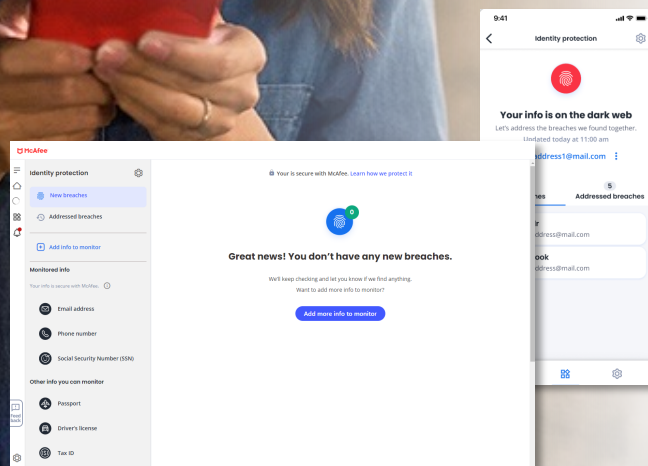 9:41
Identity protection
Your info is on the dark web
Let's address the breaches we found together.
Updated today at 11:00 am
address1@mail.com
5
Addressed breaches
ddress@mail.com
ddress@mail.com
McAfee
Identity protection
New breaches
Addressed breaches
Add info to monitor
Monitored info
Your info is secure with McAfee.
Email address
Phone number
Social Security Number (SSN)
Other info you can monitor
Passport
Driver's license
Tax ID
Feed
back
Your is secure with McAfee. Learn how we protect it
0
Great news! You don't have any new breaches.
We'll keep checking and let you know if we find anything.
Want to add more info to monitor?
Add more info to monitor